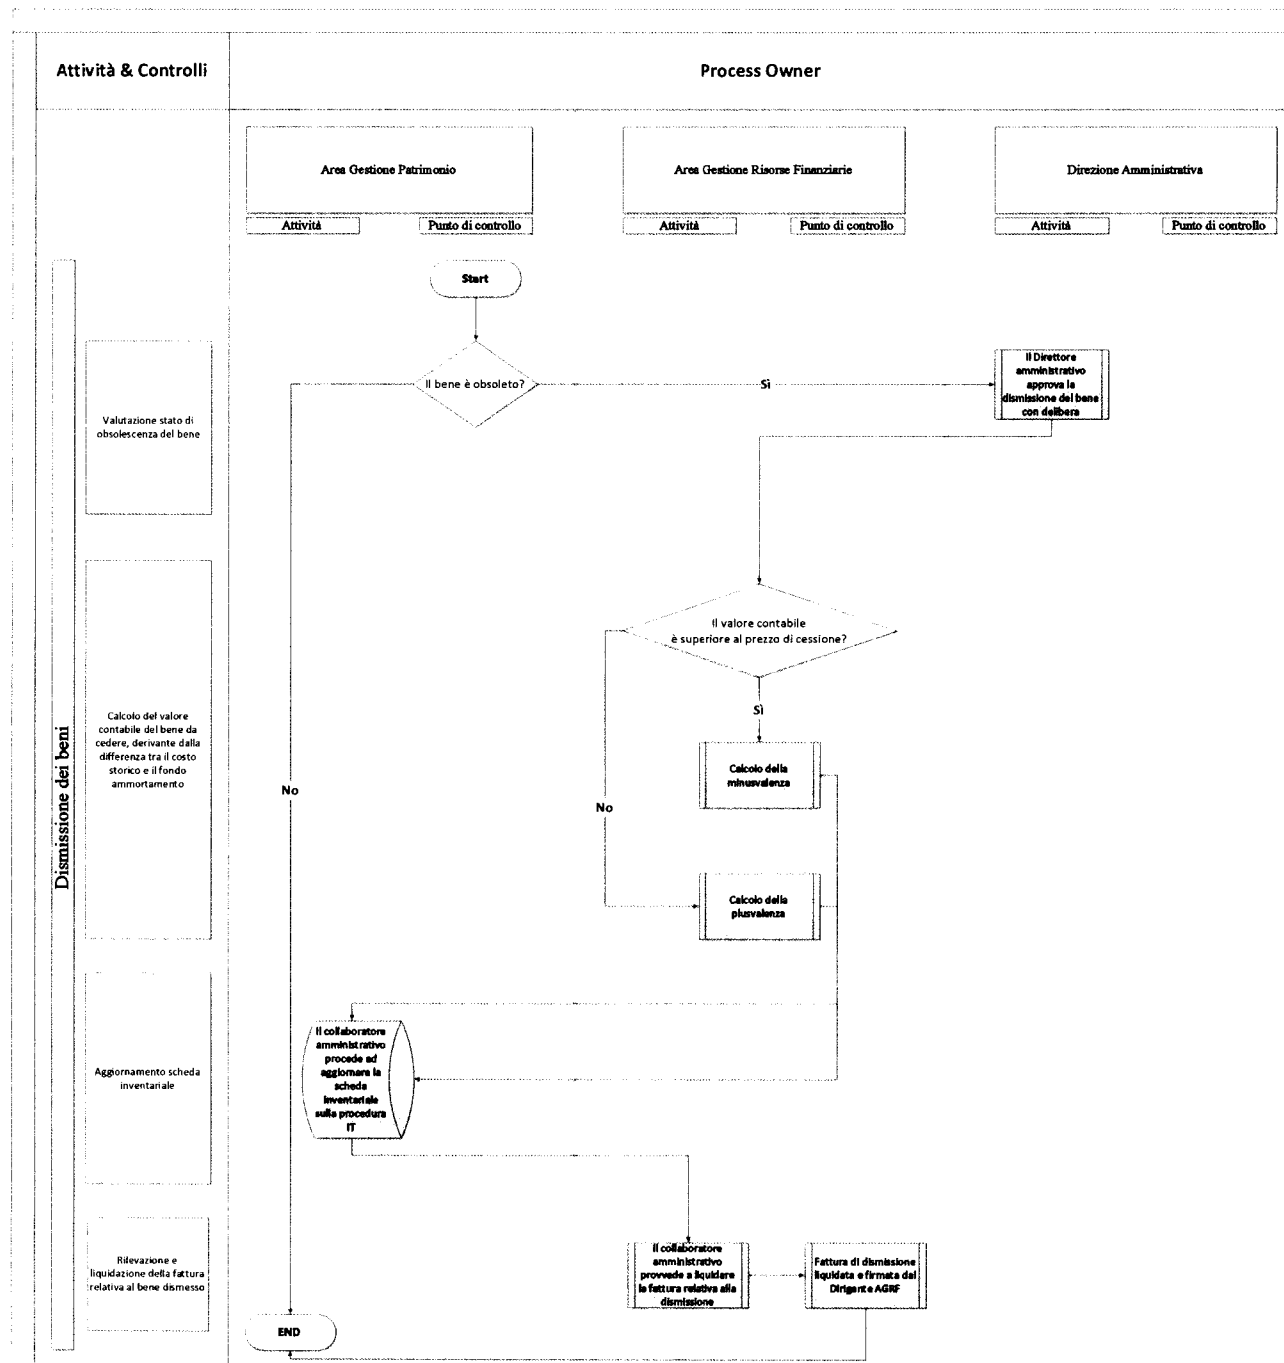 Attività & Controlli
Process Owner
Area Gestione Patrimonio
Area Gestione Risorse Finanziarie
Direzione Amministrativa
Attività
Punto di controllo
Attività
Punto di controllo
Attività
Punto di controllo
Dismissione dei beni
Start
Valutazione stato di
obsolescenza del bene
Il bene è obsoleto?
Sì
Il Direttore
amministrativo
approva la
dismissione del bene
con delibera
Calcolo del valore
contabile del bene da
cedere, derivante dalla
differenza tra il costo
storico e il fondo
ammortamento
Il valore contabile
è superiore al prezzo di cessione?
Sì
Calcolo della
minusvalenza
No
No
Calcolo della
plusvalenza
Aggiornamento scheda
inventariale
Il collaboratore
amministrativo
procede ad
aggiornare la
scheda
inventariale
sulla procedura
IT
Rilevazione e
liquidazione della fattura
relativa al bene dismesso
Il collaboratore
amministrativo
provvede a liquidare
la fattura relativa alla
dismissione
Fattura di dismissione
liquidata e firmata dal
Dirigente AGRF
END